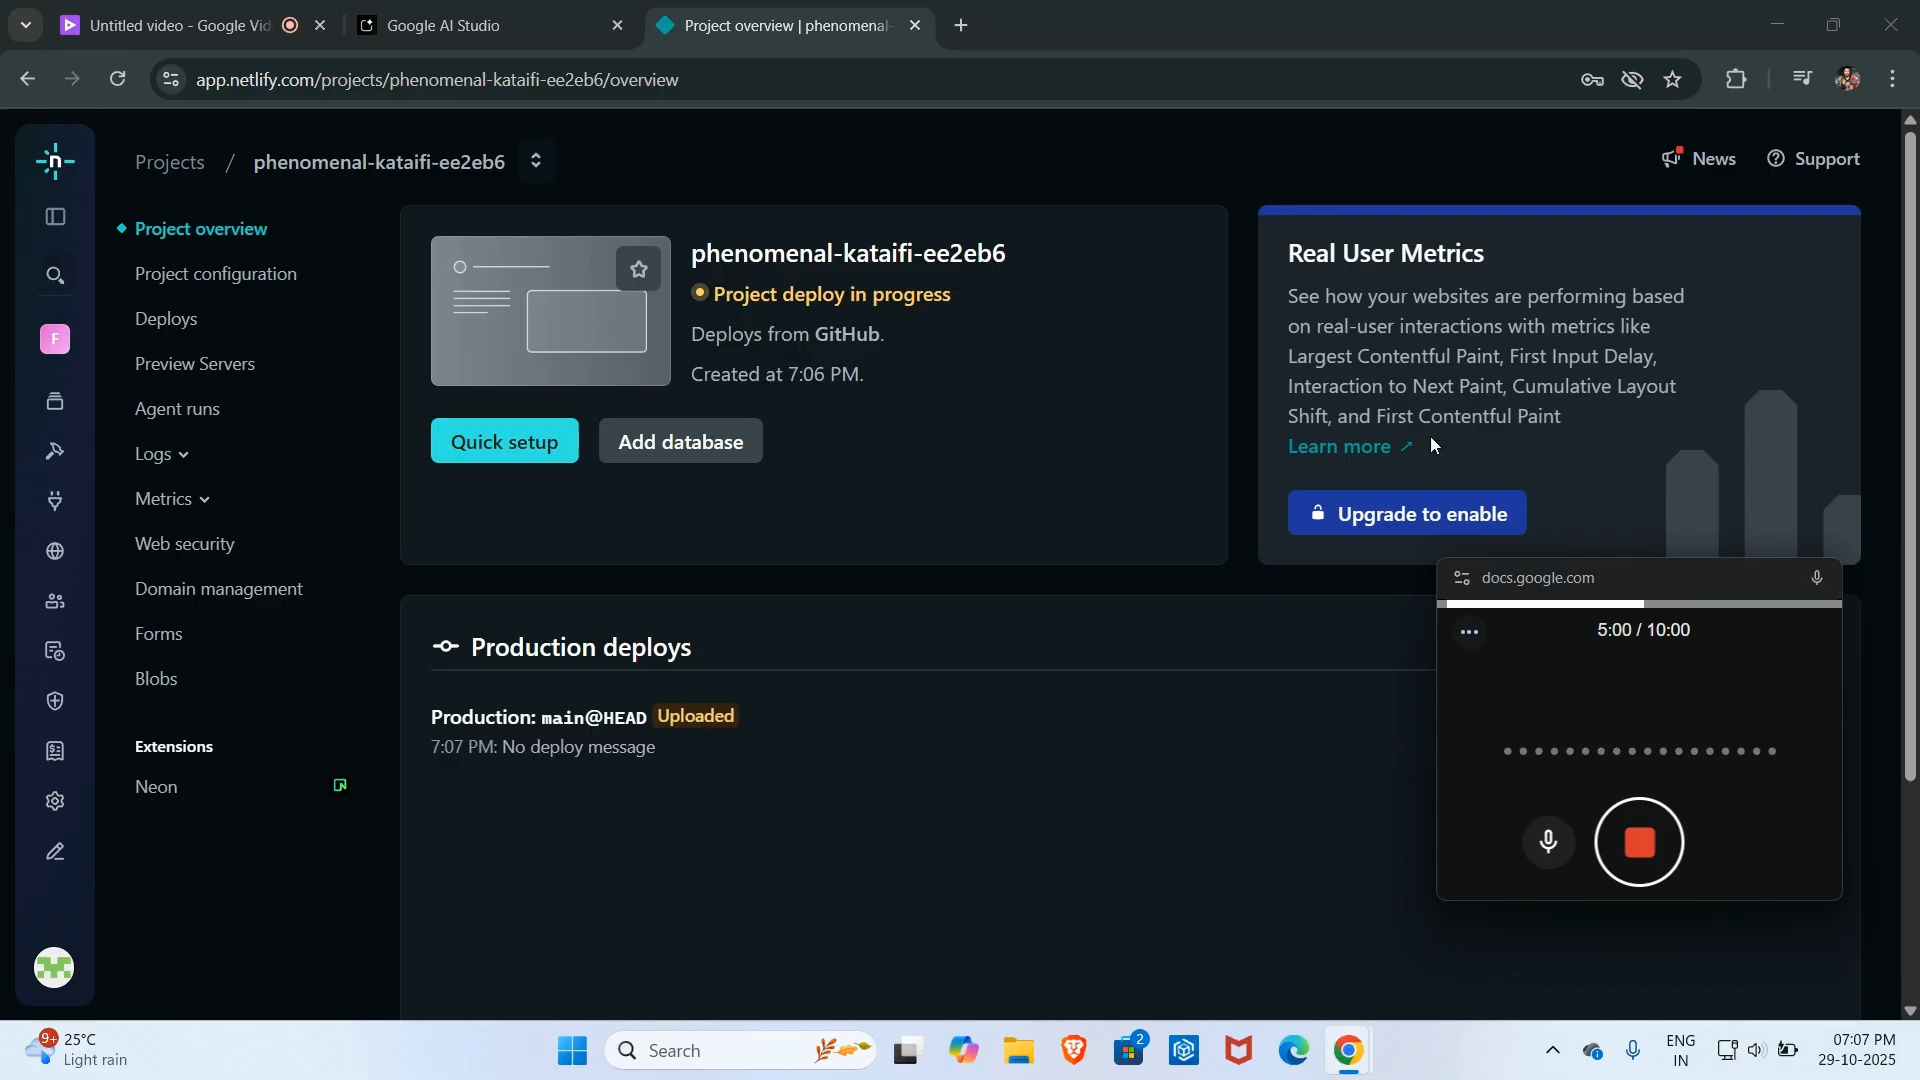 Untitled video - Google Vid
Google AI Studio
Project overview | phenomenal-
app.netlify.com/projects/phenomenal-kataifi-ee2eb6/overview
Projects / phenomenal-kataifi-ee2eb6
News
Support
F
Project overview
Project configuration
Deploys
Preview Servers
Agent runs
Logs
Metrics
Web security
Domain management
Forms
Blobs
Extensions
Neon
phenomenal-kataifi-ee2eb6
Project deploy in progress
Deploys from GitHub.
Created at 7:06 PM.
Quick setup
Add database
Real User Metrics
See how your websites are performing based
on real-user interactions with metrics like
Largest Contentful Paint, First Input Delay,
Interaction to Next Paint, Cumulative Layout
Shift, and First Contentful Paint
Learn more ↗
Upgrade to enable
Production deploys
Production: main@HEAD Uploaded
7:07 PM: No deploy message
docs.google.com
5:00 / 10:00
9+
25°C
Light rain
Search
2
ENG
IN
07:07 PM
29-10-2025